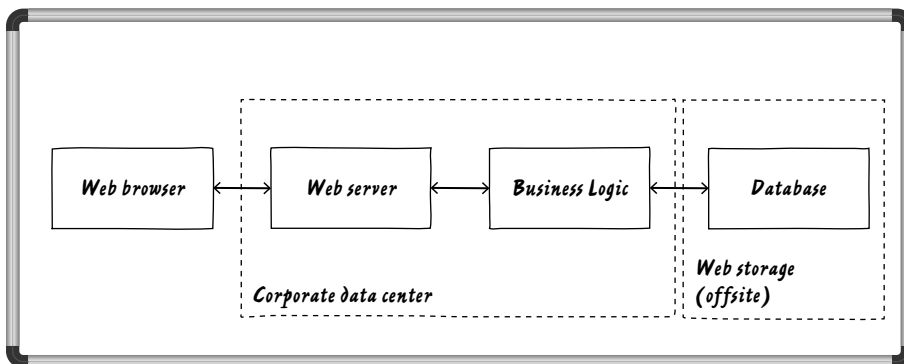 Web browser
Web server
Business Logic
Database
Corporate data center
Web storage
(offsite)